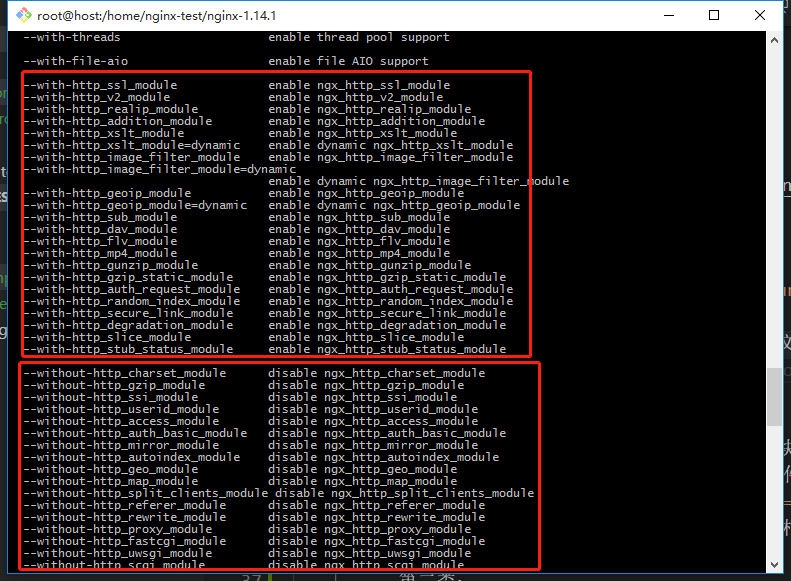 root@host:/home/nginx-test/nginx-1.14.1
--with-threads                     enable thread pool support
--with-file-aio                    enable file AIO support
--with-http_ssl_module             enable ngx_http_ssl_module
--with-http_v2_module              enable ngx_http_v2_module
--with-http_realip_module          enable ngx_http_realip_module
--with-http_addition_module        enable ngx_http_addition_module
--with-http_xslt_module            enable ngx_http_xslt_module
--with-http_xslt_module=dynamic    enable dynamic ngx_http_xslt_module
--with-http_image_filter_module    enable ngx_http_image_filter_module
--with-http_image_filter_module=dynamic
                                   enable dynamic ngx_http_image_filter_module
--with-http_geoip_module           enable ngx_http_geoip_module
--with-http_geoip_module=dynamic   enable dynamic ngx_http_geoip_module
--with-http_sub_module             enable ngx_http_sub_module
--with-http_dav_module             enable ngx_http_dav_module
--with-http_flv_module             enable ngx_http_flv_module
--with-http_mp4_module             enable ngx_http_mp4_module
--with-http_gunzip_module          enable ngx_http_gunzip_module
--with-http_gzip_static_module     enable ngx_http_gzip_static_module
--with-http_auth_request_module    enable ngx_http_auth_request_module
--with-http_random_index_module    enable ngx_http_random_index_module
--with-http_secure_link_module     enable ngx_http_secure_link_module
--with-http_degradation_module     enable ngx_http_degradation_module
--with-http_slice_module           enable ngx_http_slice_module
--with-http_stub_status_module     enable ngx_http_stub_status_module
--without-http_charset_module      disable ngx_http_charset_module
--without-http_gzip_module         disable ngx_http_gzip_module
--without-http_ssi_module          disable ngx_http_ssi_module
--without-http_userid_module       disable ngx_http_userid_module
--without-http_access_module       disable ngx_http_access_module
--without-http_auth_basic_module   disable ngx_http_auth_basic_module
--without-http_mirror_module       disable ngx_http_mirror_module
--without-http_autoindex_module    disable ngx_http_autoindex_module
--without-http_geo_module          disable ngx_http_geo_module
--without-http_map_module          disable ngx_http_map_module
--without-http_split_clients_module disable ngx_http_split_clients_module
--without-http_referer_module      disable ngx_http_referer_module
--without-http_rewrite_module      disable ngx_http_rewrite_module
--without-http_proxy_module        disable ngx_http_proxy_module
--without-http_fastcgi_module      disable ngx_http_fastcgi_module
--without-http_uwsgi_module        disable ngx_http_uwsgi_module
--without-http_scgi_module         disable ngx_http_scgi_module